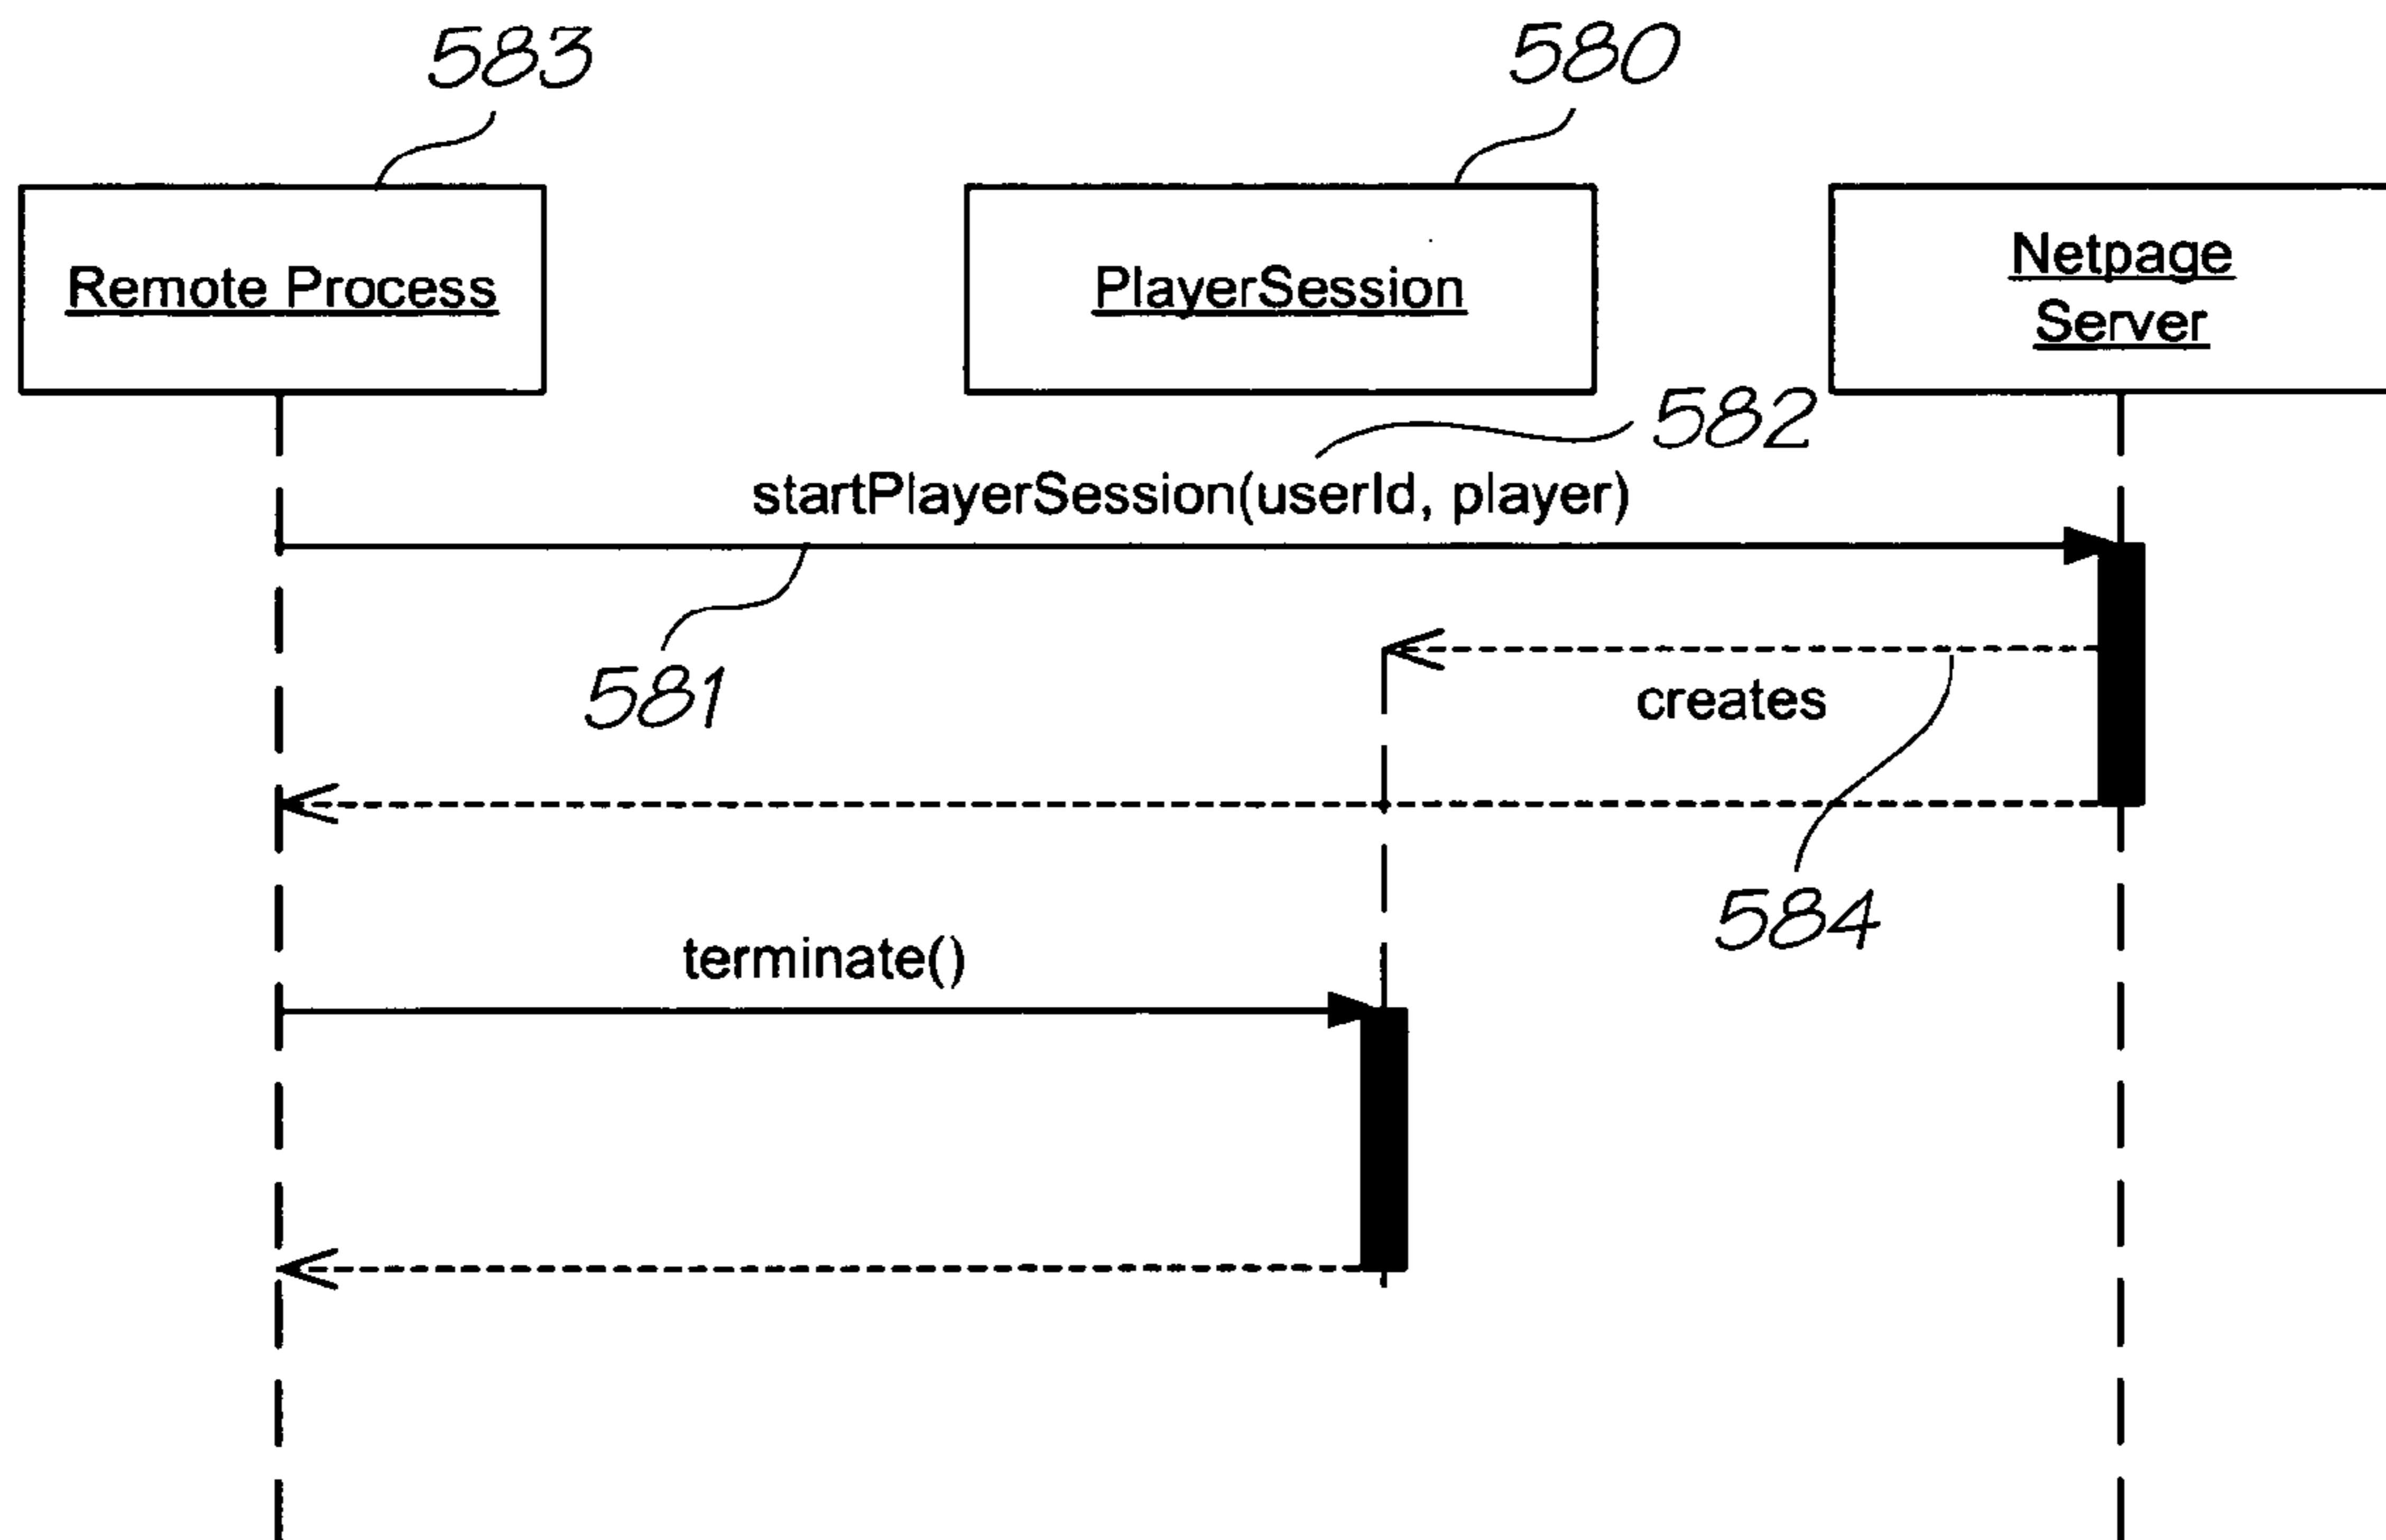 583
580
Remote Process
PlayerSession
Netpage
Server
582
startPlayerSession(userId, player)
581
creates
584
terminate()